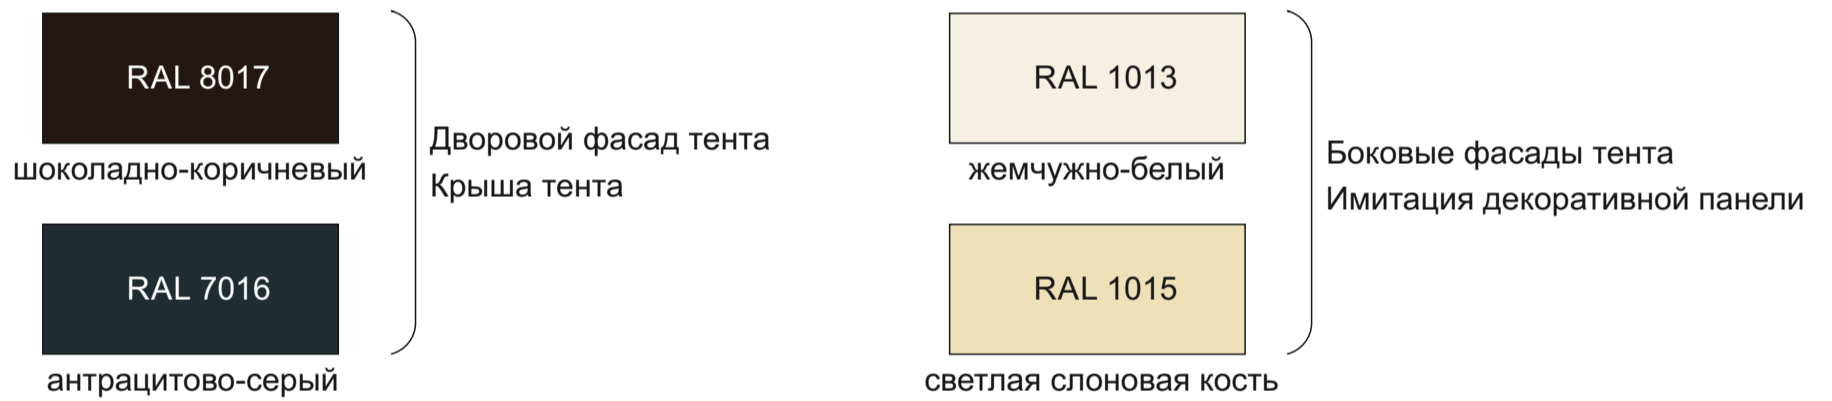 RAL 8017
шоколадно-коричневый
RAL 7016
антрацитово-серый
Дворовой фасад тента
Крыша тента
RAL 1013
жемчужно-белый
RAL 1015
светлая слоновая кость
Боковые фасады тента
Имитация декоративной панели